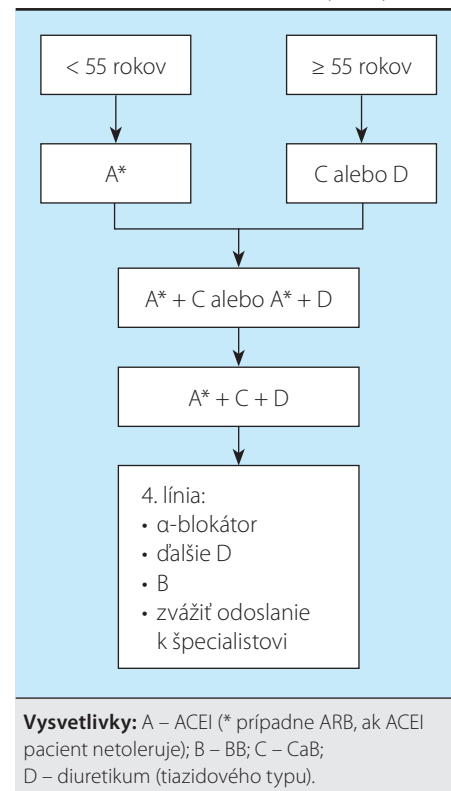 < 55 rokov
≥ 55 rokov
A*
C alebo D
A* + C alebo A* + D
A* + C + D
4. línia:
• α-blokátor
• ďalšie D
• B
• zvážiť odoslanie
k špecialistovi
Vysvetlivky: A – ACEI (* prípadne ARB, ak ACEI
pacient netoleruje); B – BB; C – CaB;
D – diuretikum (tiazidového typu).